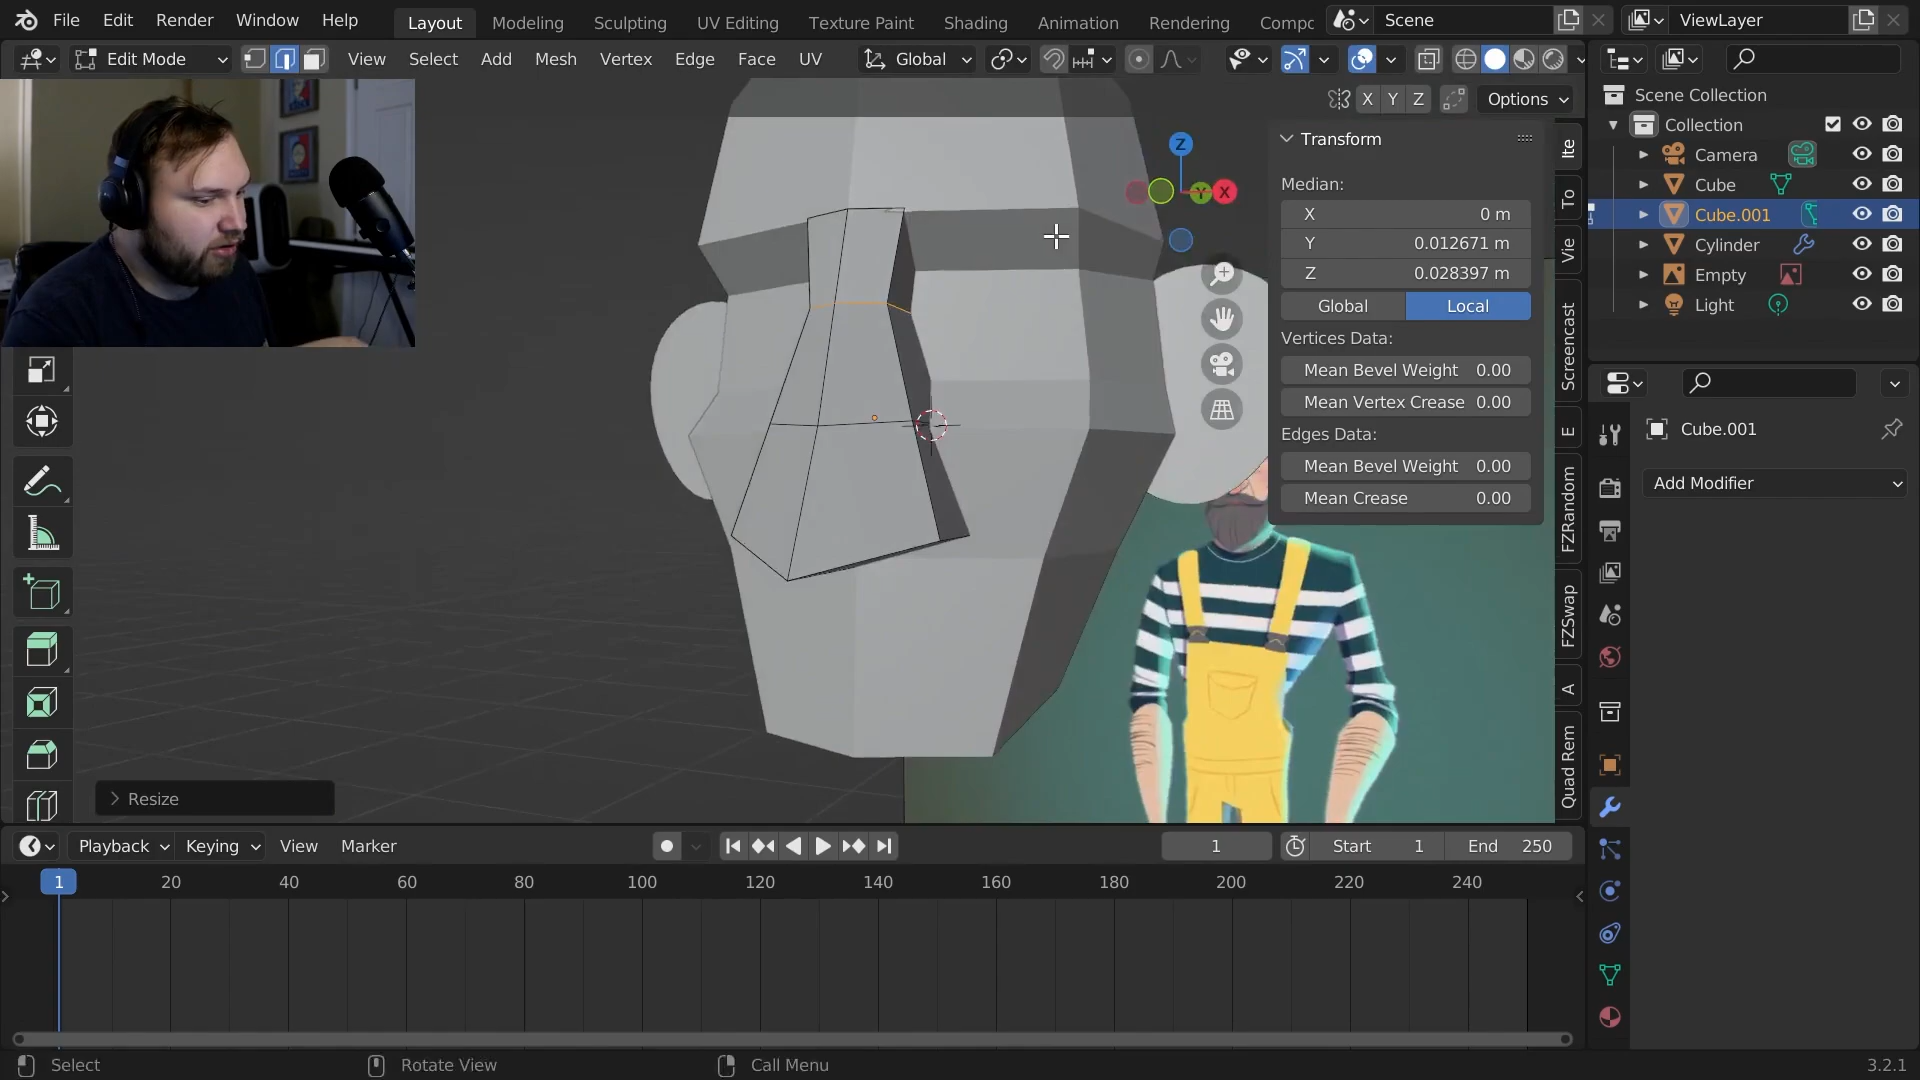 File Edit Render Window Help Layout Modeling Sculpting UV Editing Texture Paint Shading Animation Rendering Compc Scene ViewLayer
Edit Mode View Select Add Mesh Vertex Edge Face UV Global
X Y Z Options
Scene Collection
Collection
Camera
Cube
Cube.001
Cylinder
Empty
Light
Z
X
Y
Transform
Median:
X 0 m
Y 0.012671 m
Z 0.028397 m
Global Local
Vertices Data:
Mean Bevel Weight 0.00
Mean Vertex Crease 0.00
Edges Data:
Mean Bevel Weight 0.00
Mean Crease 0.00
Ite
To
Vie
Screencast
E
FZRandom
FZSwap
A
Quad Rem
Cube.001
Add Modifier
Resize
Playback Keying View Marker 1 Start 1 End 250
1 20 40 60 80 100 120 140 160 180 200 220 240
Select Rotate View Call Menu 3.2.1